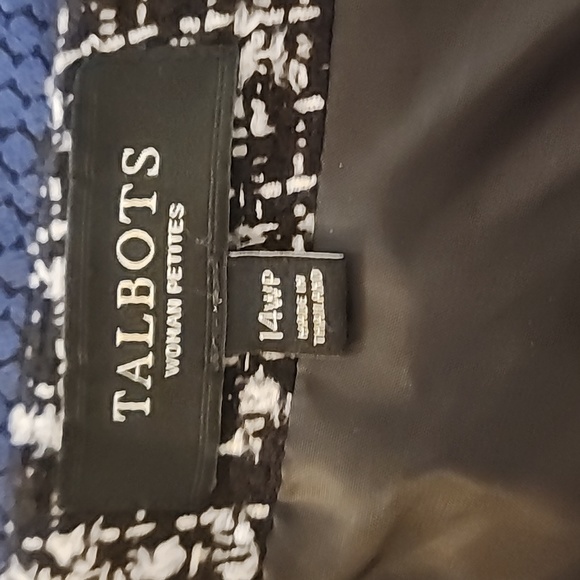 TALBOTS
WOMAN PETITES
14WP
MADE IN
THAILAND